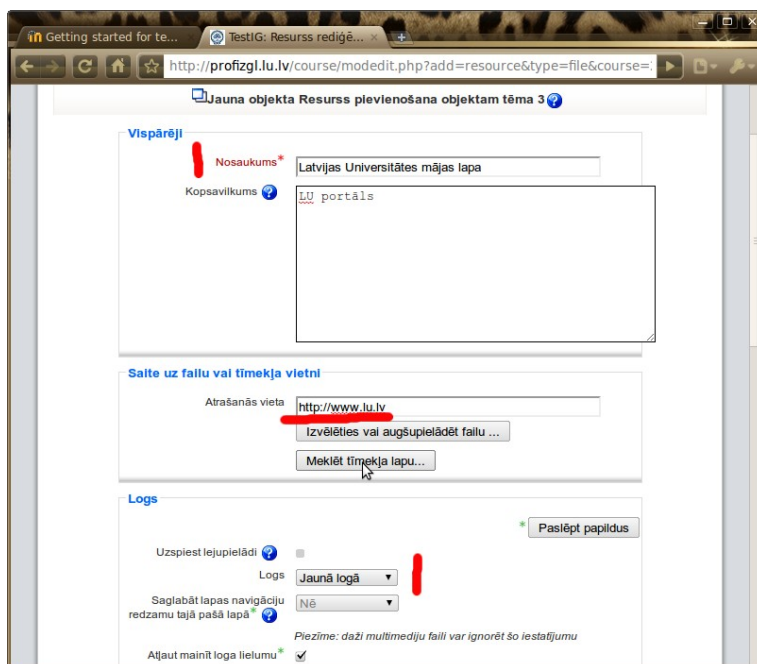 Getting started for te...
TestIG: Resurss rediģē...
http://profizgl.lu.lv/course/modedit.php?add=resource&type=file&course=
Jauna objekta Resurss pievienošana objektam tēma 3
Vispārēji
Nosaukums* Latvijas Universitātes mājas lapa
Kopsavilkums LU portāls
Saite uz failu vai tīmekļa vietni
Atrašanās vieta http://www.lu.lv
Izvēlēties vai augšupielādēt failu ...
Meklēt tīmekļa lapu...
Logs
* Paslēpt papildus
Uzspiest lejupielādi
Logs Jaunā logā
Saglabāt lapas navigāciju
redzamu tajā pašā lapā* Nē
Piezīme: daži multimediju faili var ignorēt šo iestatījumu
Atļaut mainīt loga lielumu*